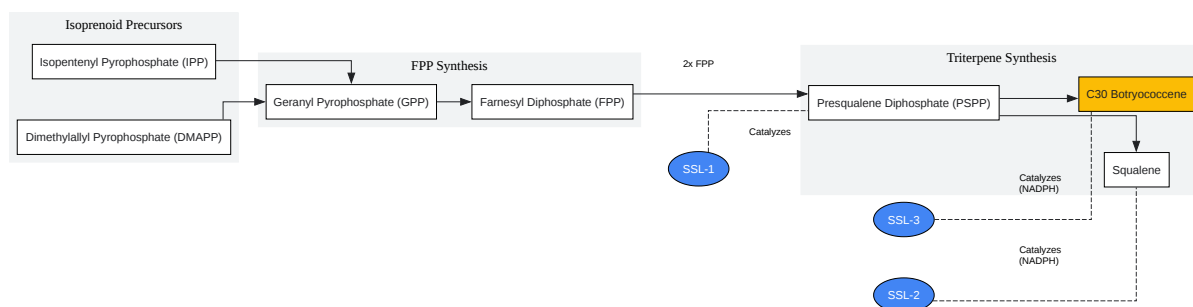 Isoprenoid Precursors
Isopentenyl Pyrophosphate (IPP)
Dimethylallyl Pyrophosphate (DMAPP)
FPP Synthesis
Geranyl Pyrophosphate (GPP)
Farnesyl Diphosphate (FPP)
2x FPP
Triterpene Synthesis
Presqualene Diphosphate (PSPP)
C30 Botryococcene
Catalyzes
SSL-1
Squalene
Catalyzes
(NADPH)
SSL-3
Catalyzes
(NADPH)
SSL-2